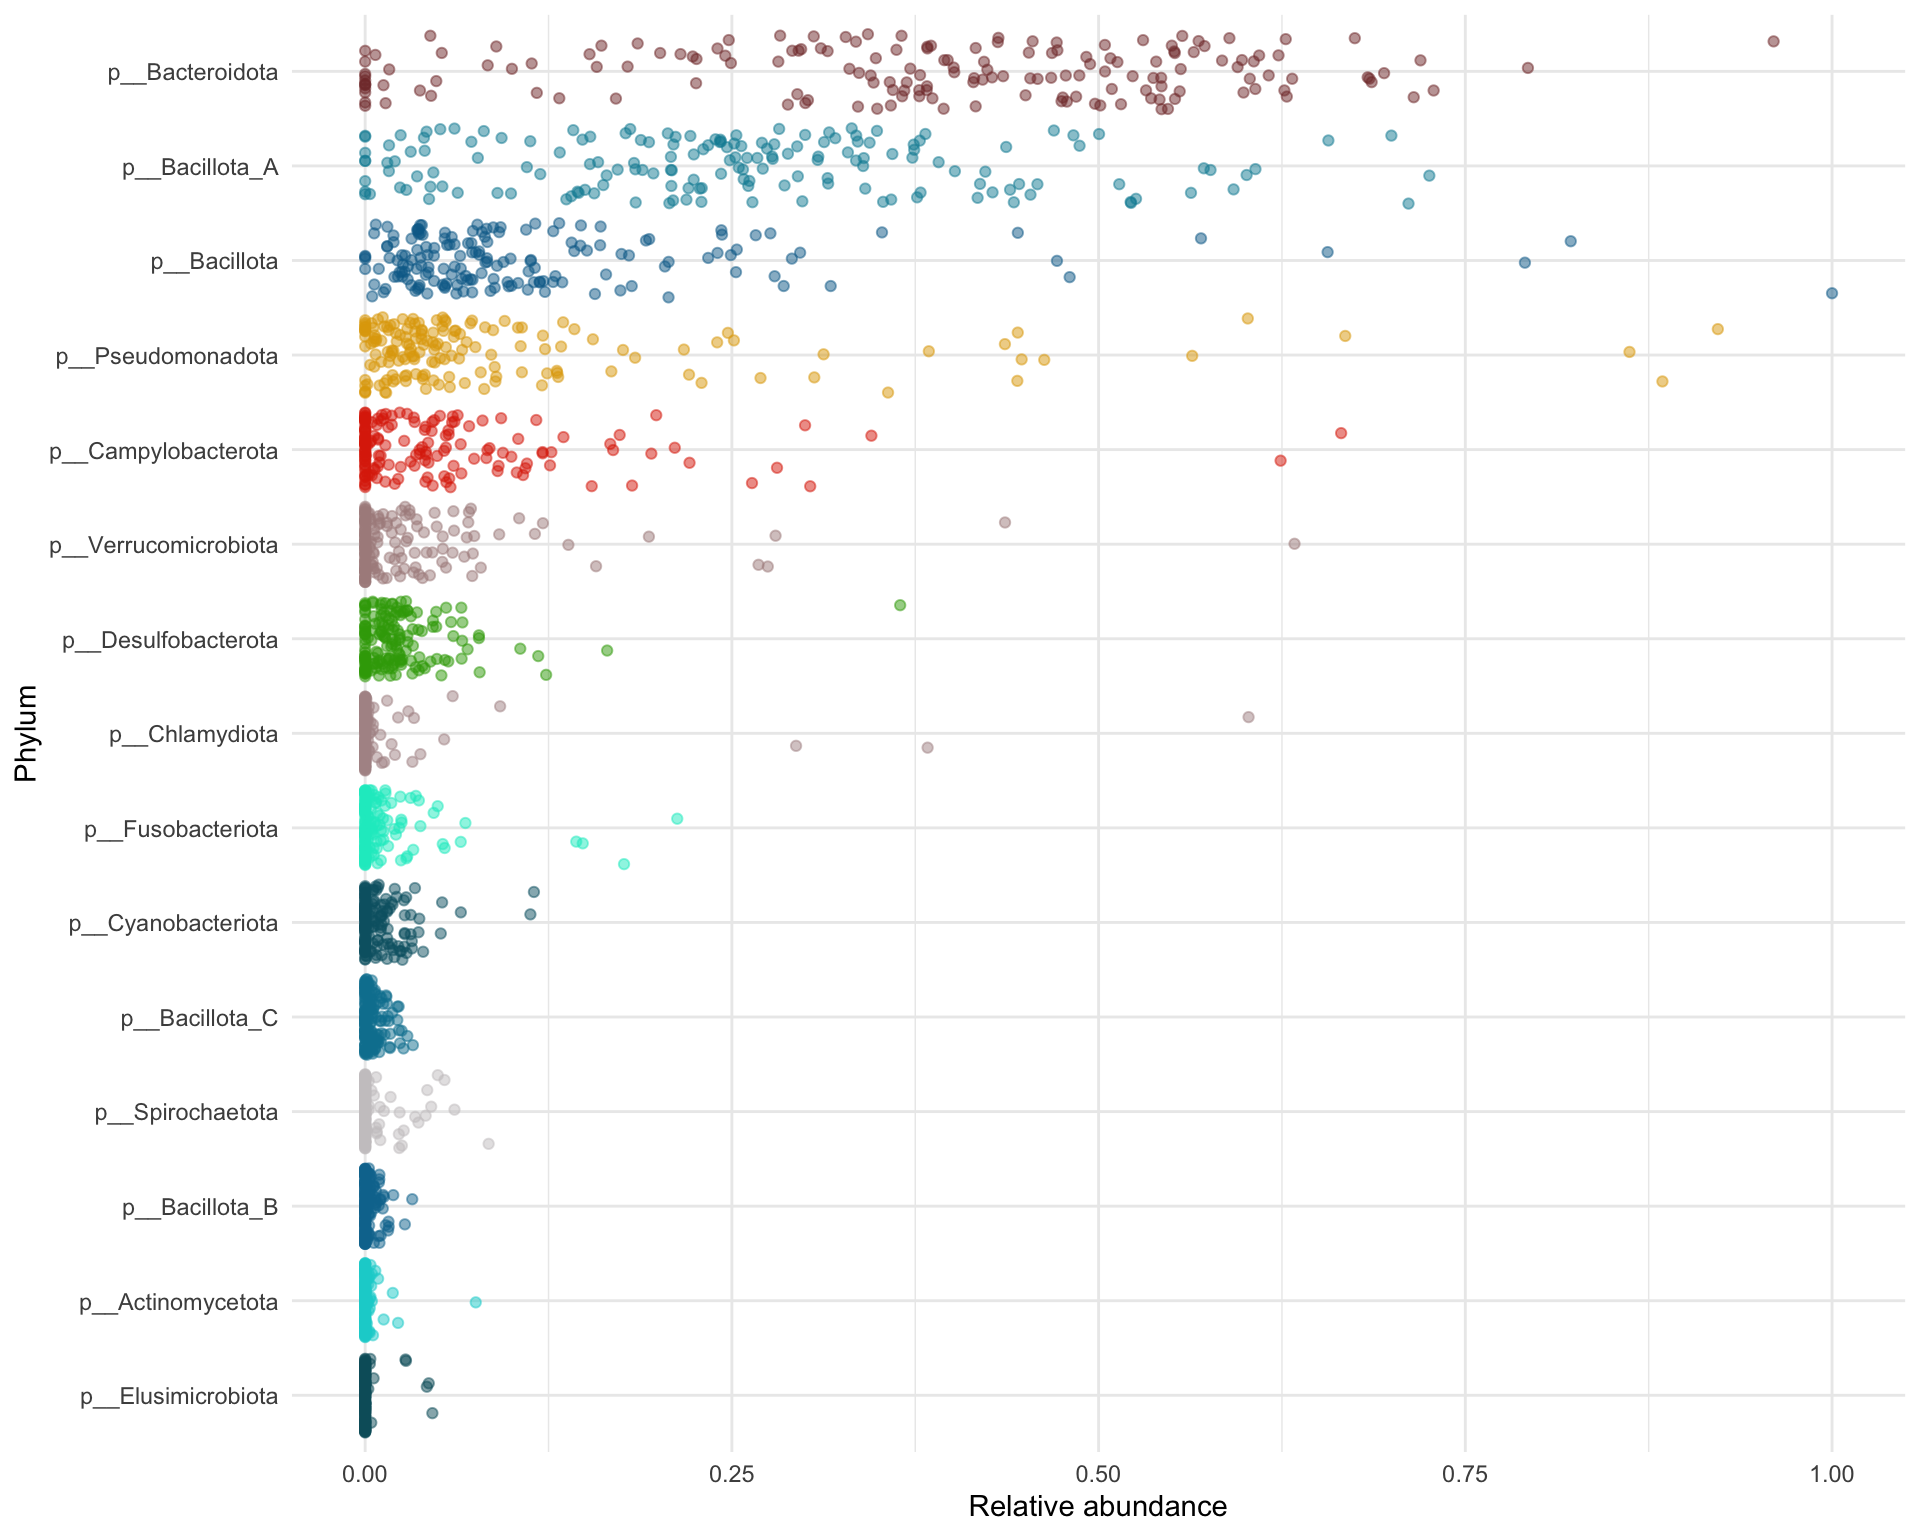 p__Bacteroidota
p__Bacillota_A
p__Bacillota
p__Pseudomonadota
p__Campylobacterota
p__Verrucomicrobiota
p__Desulfobacterota
p__Chlamydiota
p__Fusobacteriota
p__Cyanobacteriota
p__Bacillota_C
p__Spirochaetota
p__Bacillota_B
p__Actinomycetota
p__Elusimicrobiota
Phylum
0.00 0.25 0.50 0.75 1.00
Relative abundance